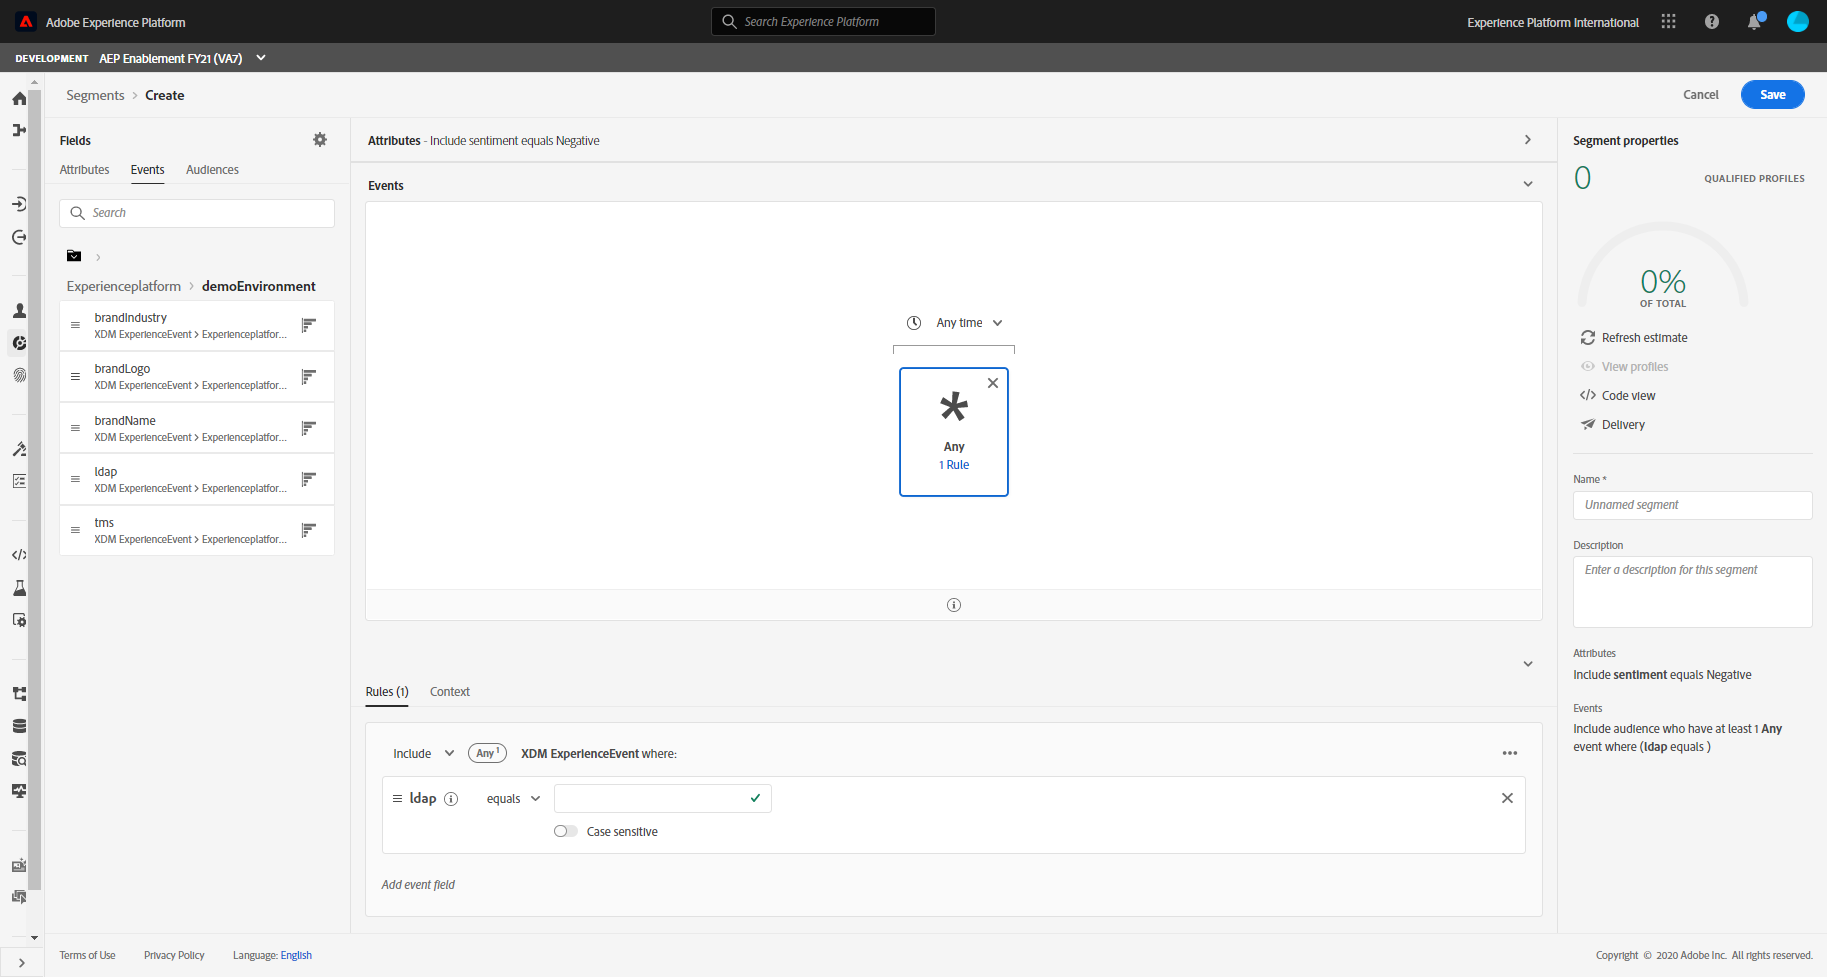 Adobe Experience Platform
Search Experience Platform
Experience Platform International
DEVELOPMENT AEP Enablement FY21 (VA7)
Segments > Create
Cancel
Save
Fields
Attributes
Events
Audiences
Search
Experienceplatform > demoEnvironment
brandIndustry
XDM ExperienceEvent > Experienceplatfor...
brandLogo
XDM ExperienceEvent > Experienceplatfor...
brandName
XDM ExperienceEvent > Experienceplatfor...
ldap
XDM ExperienceEvent > Experienceplatfor...
tms
XDM ExperienceEvent > Experienceplatfor...
Attributes - Include sentiment equals Negative
Events
Any time
Any
1 Rule
Rules (1)
Context
Include Any 1 XDM ExperienceEvent where:
ldap equals
Case sensitive
Add event field
Segment properties
0 QUALIFIED PROFILES
0%
OF TOTAL
Refresh estimate
View profiles
Code view
Delivery
Name *
Unnamed segment
Description
Enter a description for this segment
Attributes
Include sentiment equals Negative
Events
Include audience who have at least 1 Any
event where (ldap equals )
Terms of Use
Privacy Policy
Language: English
Copyright © 2020 Adobe Inc. All rights reserved.